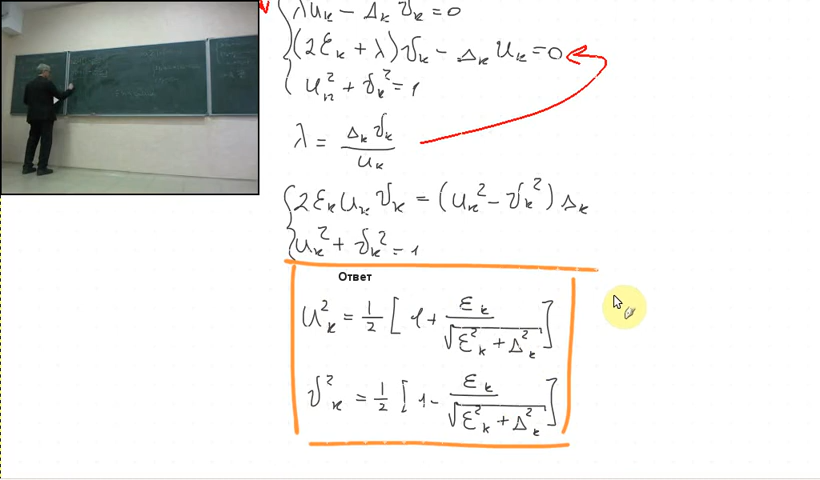 λu_k − Δ_k v_k = 0
(2ε_k + λ)v_k − Δ_k u_k = 0
u_k² + v_k² = 1
λ = Δ_k v_k / u_k
2ε_k u_k v_k = (u_k² − v_k²) Δ_k
u_k² + v_k² = 1
Ответ
u_k² = 1/2 [ 1 + ε_k / √(ε_k² + Δ_k²) ]
v_k² = 1/2 [ 1 − ε_k / √(ε_k² + Δ_k²) ]